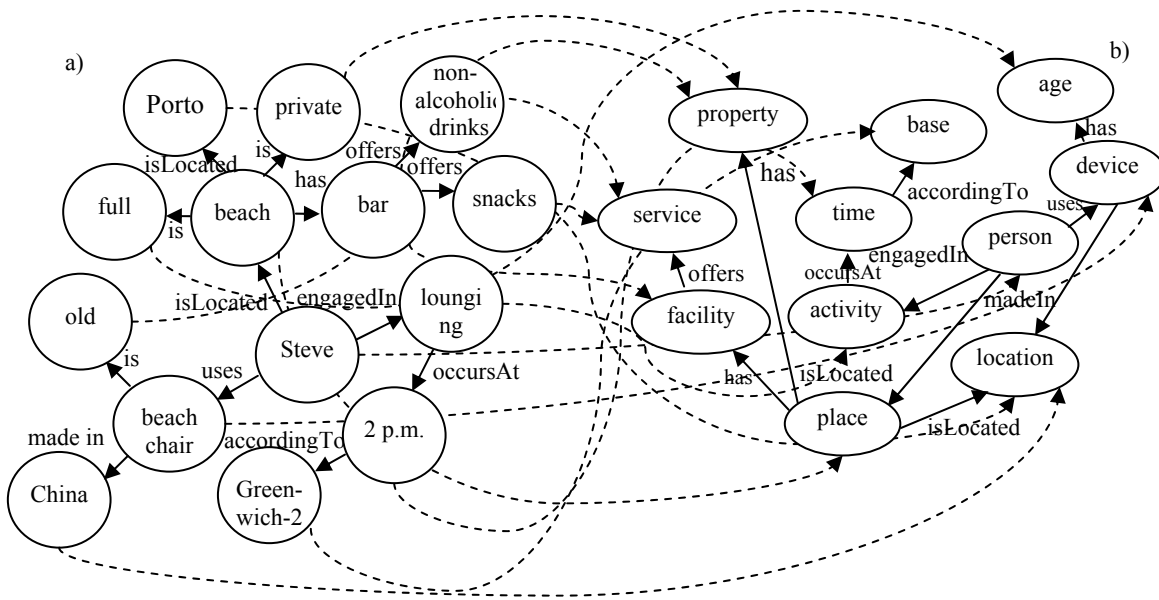 a)
b)
Porto
private
non-
alcoholic
drinks
property
base
age
has
device
isLocated
is
offers
offers
full
beach
has
bar
snacks
service
has
time
accordingTo
uses
person
is
isLocated
engagedIn
loungi
ng
offers
occursAt
engagedIn
old
Steve
facility
activity
madeIn
location
is
uses
occursAt
has
isLocated
place
isLocated
beach
chair
2 p.m.
made in
accordingTo
China
Green-
wich-2